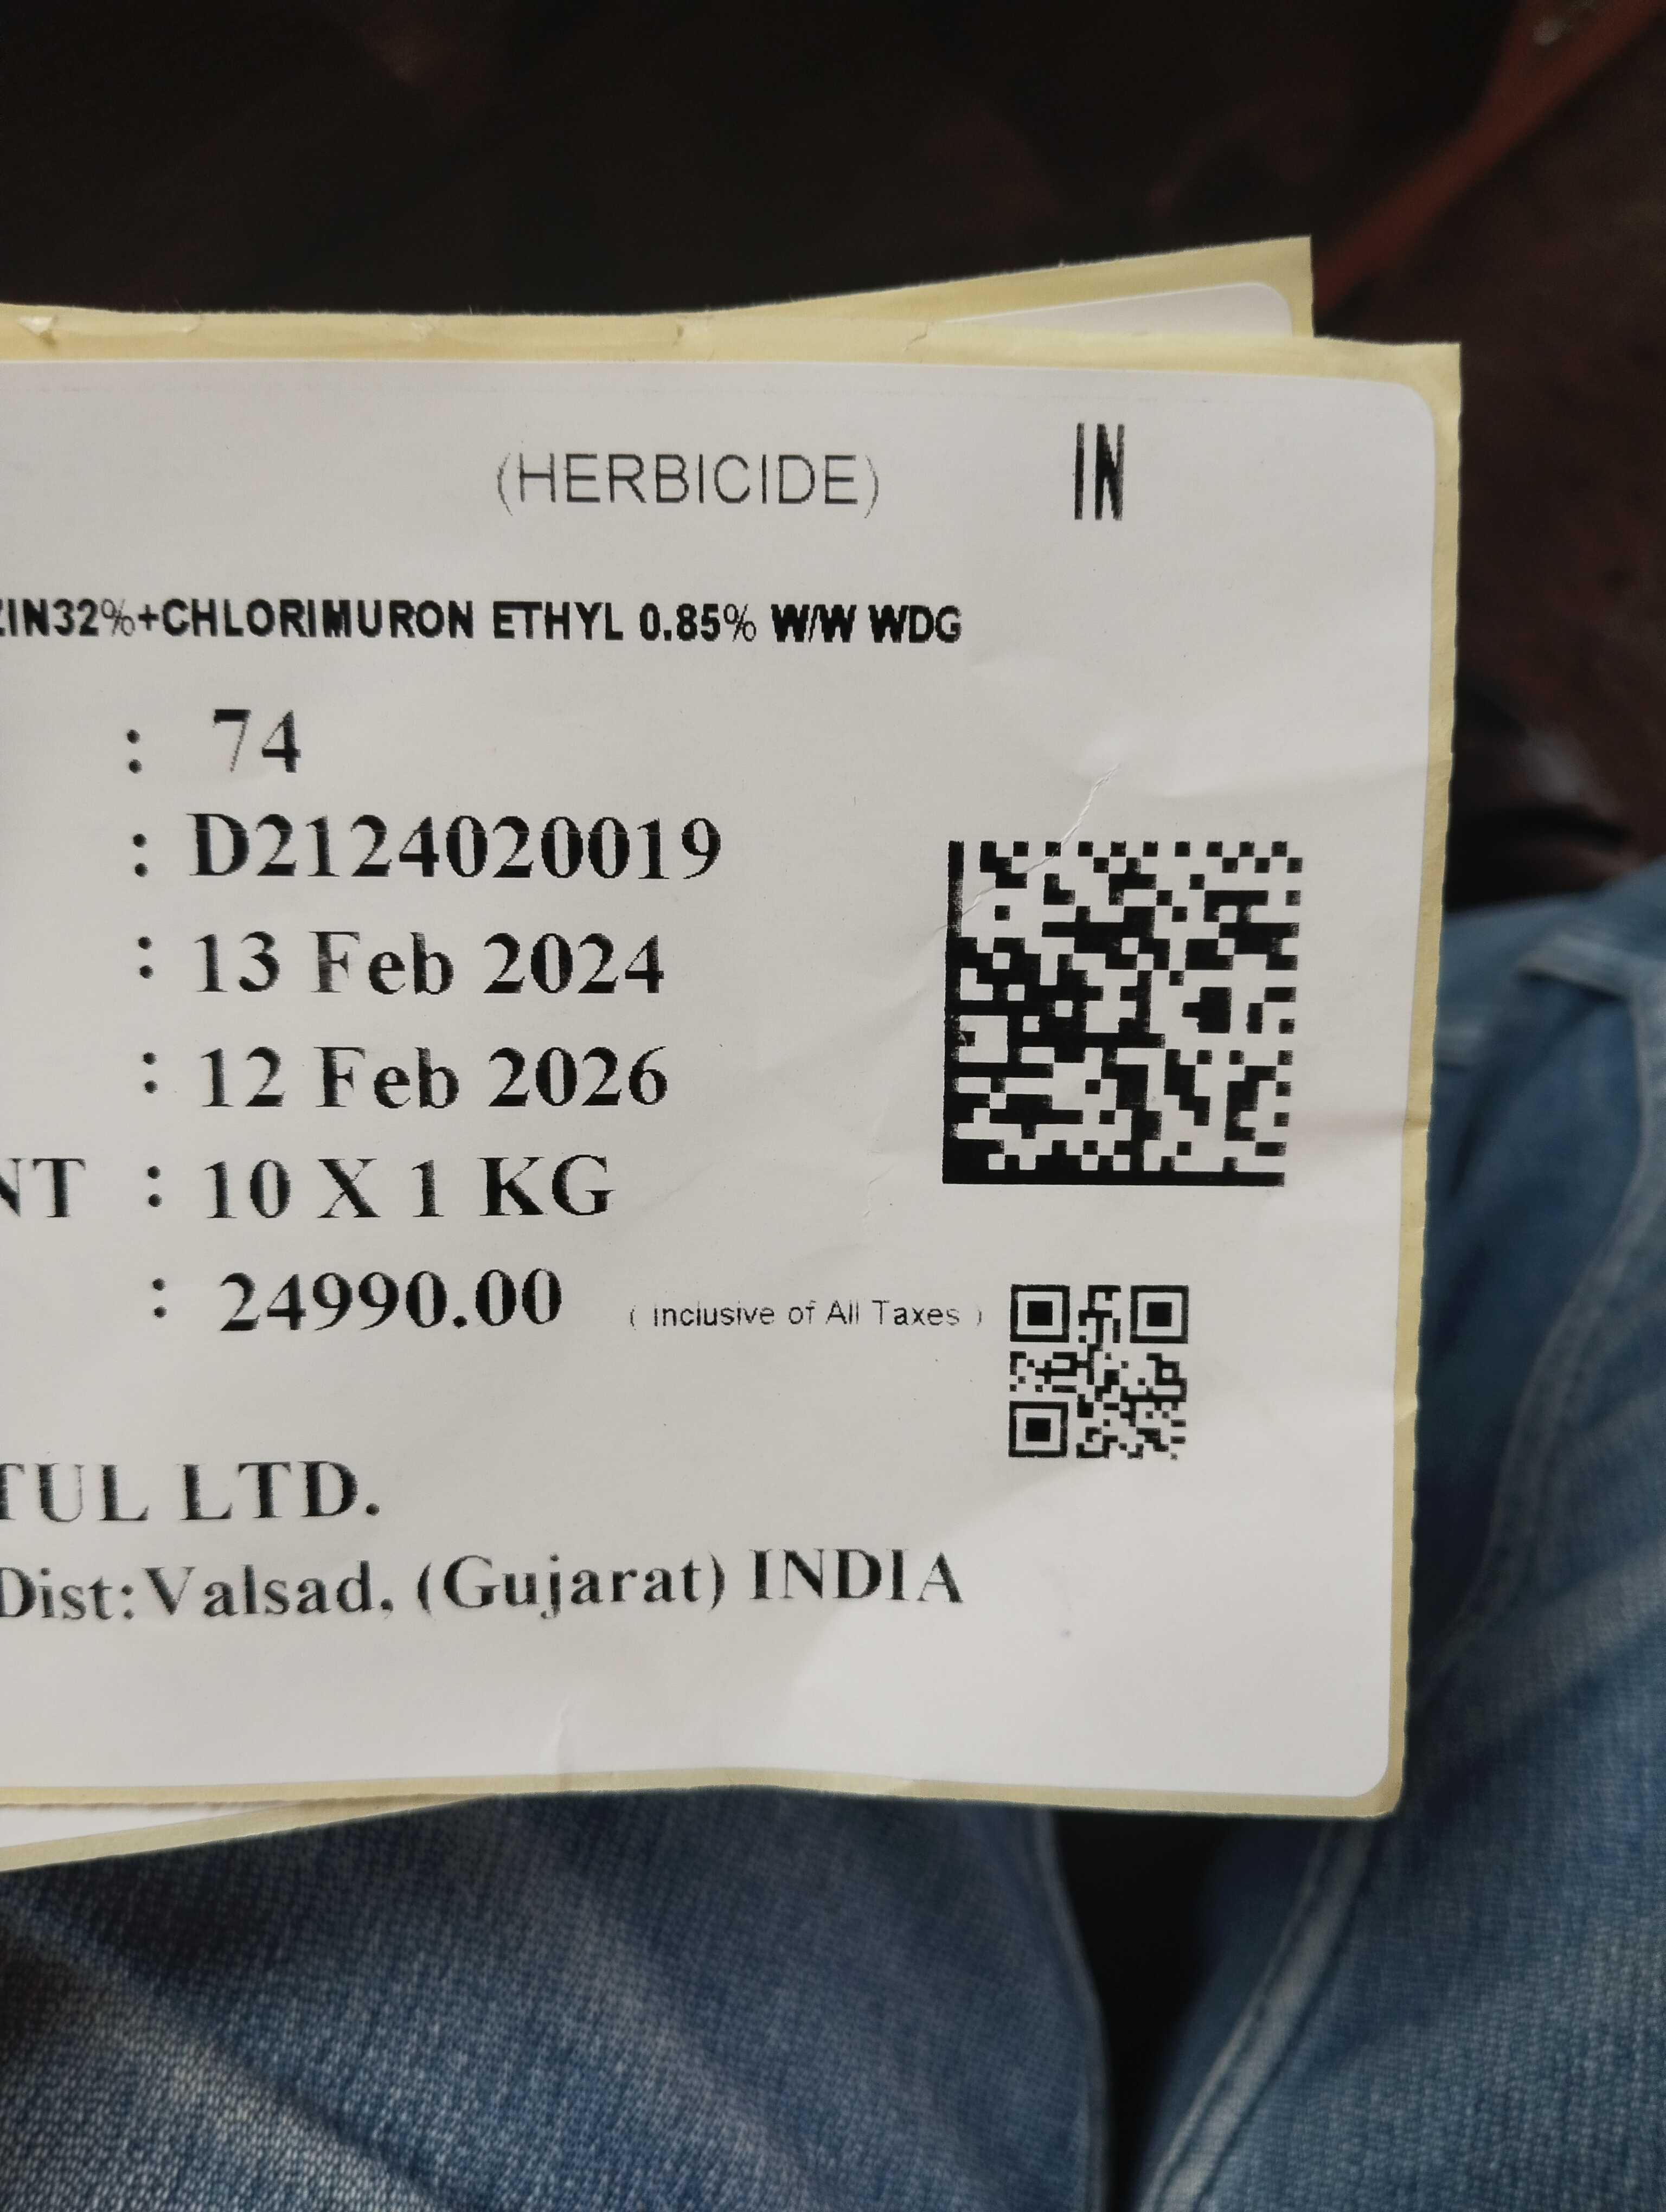 (HERBICIDE) IN
ZIN32%+CHLORIMURON ETHYL 0.85% W/W WDG
: 74
: D2124020019
: 13 Feb 2024
: 12 Feb 2026
NT : 10 X 1 KG
: 24990.00 ( Inclusive of All Taxes )
TUL LTD.
Dist: Valsad, (Gujarat) INDIA